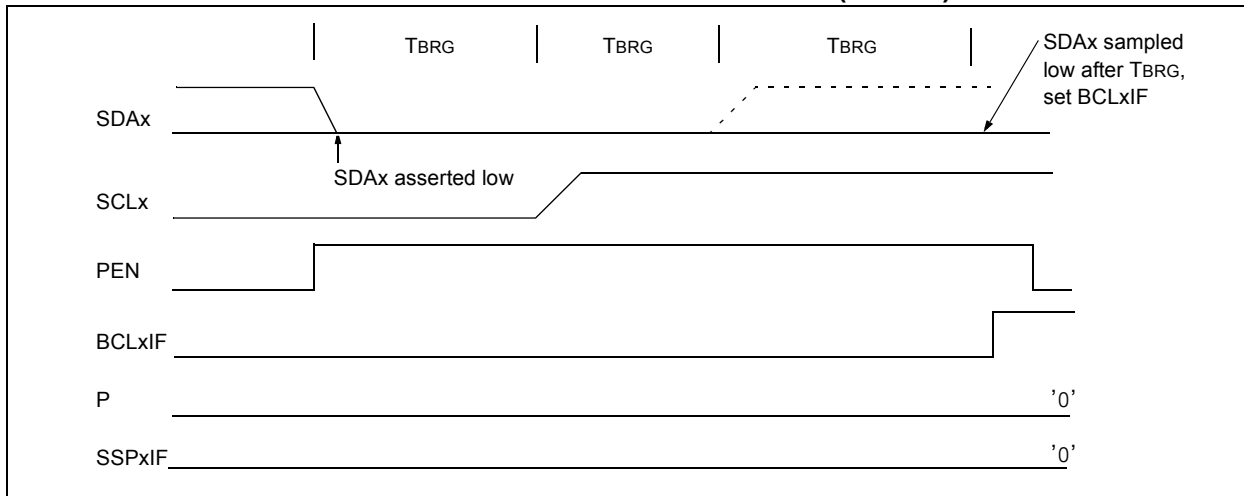 TBRG TBRG TBRG
SDAx sampled
low after TBRG,
set BCLxIF
SDAx
SDAx asserted low
SCLx
PEN
BCLxIF
P '0'
SSPxIF '0'